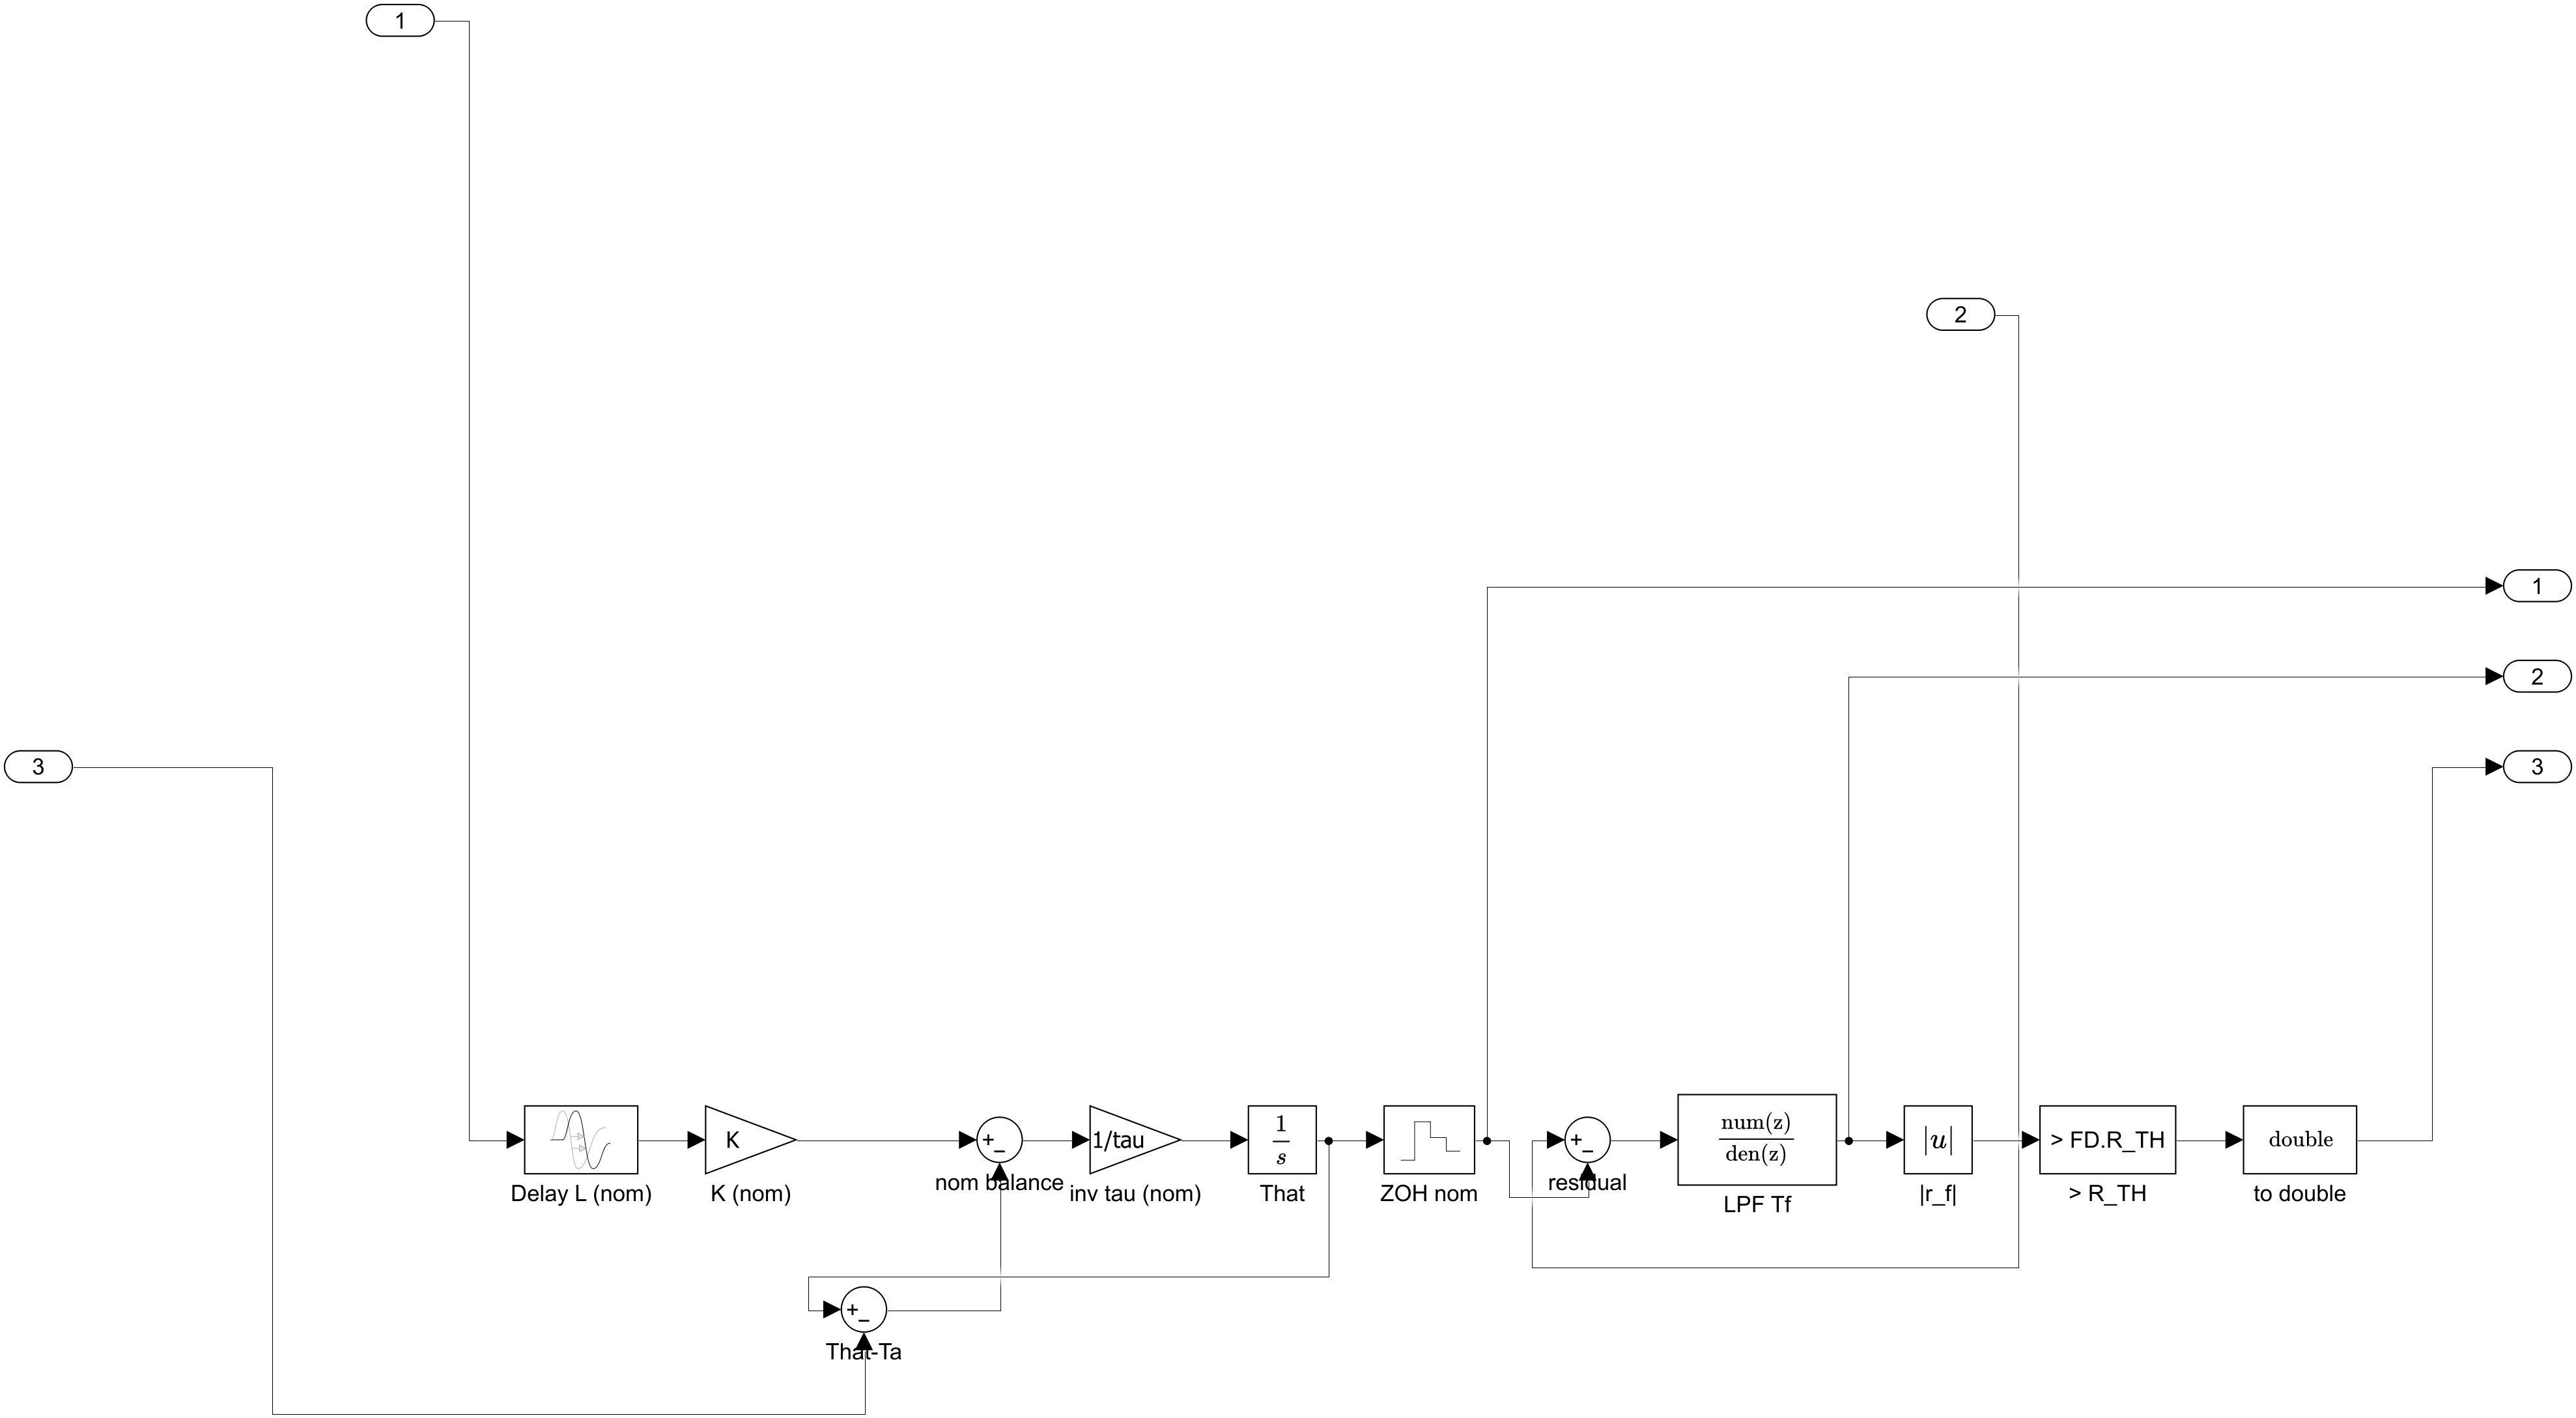 1
2
1
2
3
3
K
+
−
1/tau
1
s
+
−
num(z)
den(z)
|u|
> FD.R_TH
double
Delay L (nom)
K (nom)
nom balance
inv tau (nom)
That
ZOH nom
residual
LPF Tf
|r_f|
> R_TH
to double
+
−
That-Ta